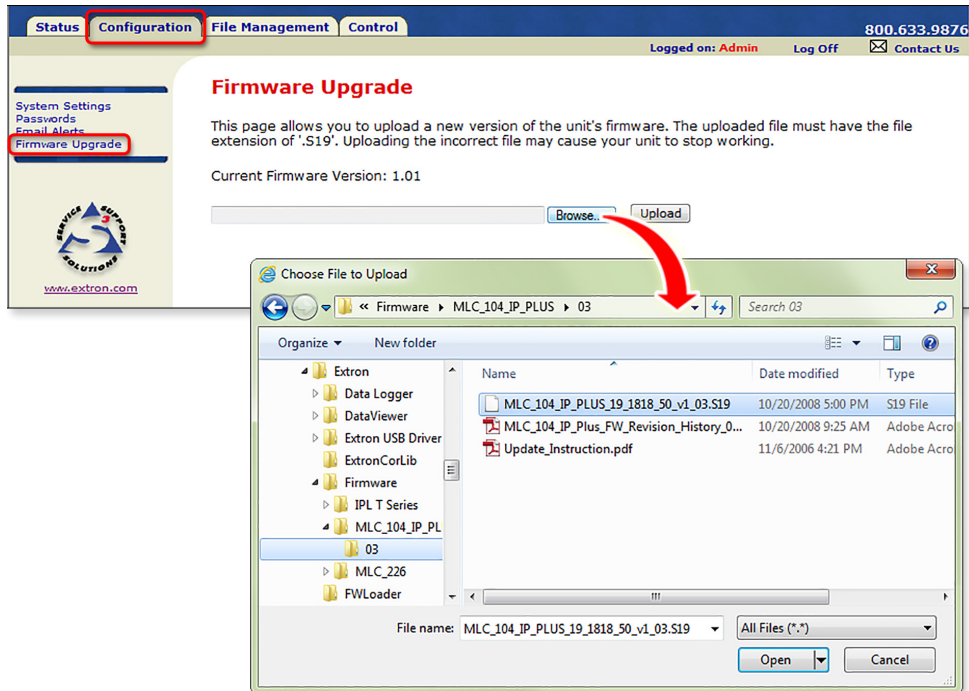 Status Configuration File Management Control
800.633.9876
Logged on: Admin Log Off Contact Us
System Settings
Passwords
Email Alerts
Firmware Upgrade
SERVICE SUPPORT SOLUTIONS
S3
www.extron.com
Firmware Upgrade
This page allows you to upload a new version of the unit's firmware. The uploaded file must have the file
extension of '.S19'. Uploading the incorrect file may cause your unit to stop working.
Current Firmware Version: 1.01
Browse... Upload
Choose File to Upload
« Firmware MLC_104_IP_PLUS 03
Search 03
Organize New folder
Extron
Data Logger
DataViewer
Extron USB Driver
ExtronCorLib
Firmware
IPL T Series
MLC_104_IP_PL
03
MLC_226
FWLoader
Name Date modified Type
MLC_104_IP_PLUS_19_1818_50_v1_03.S19 10/20/2008 5:00 PM S19 File
MLC_104_IP_Plus_FW_Revision_History_0... 10/20/2008 9:25 AM Adobe Acro
Update_Instruction.pdf 11/6/2006 4:21 PM Adobe Acro
File name: MLC_104_IP_PLUS_19_1818_50_v1_03.S19 All Files (*.*)
Open Cancel